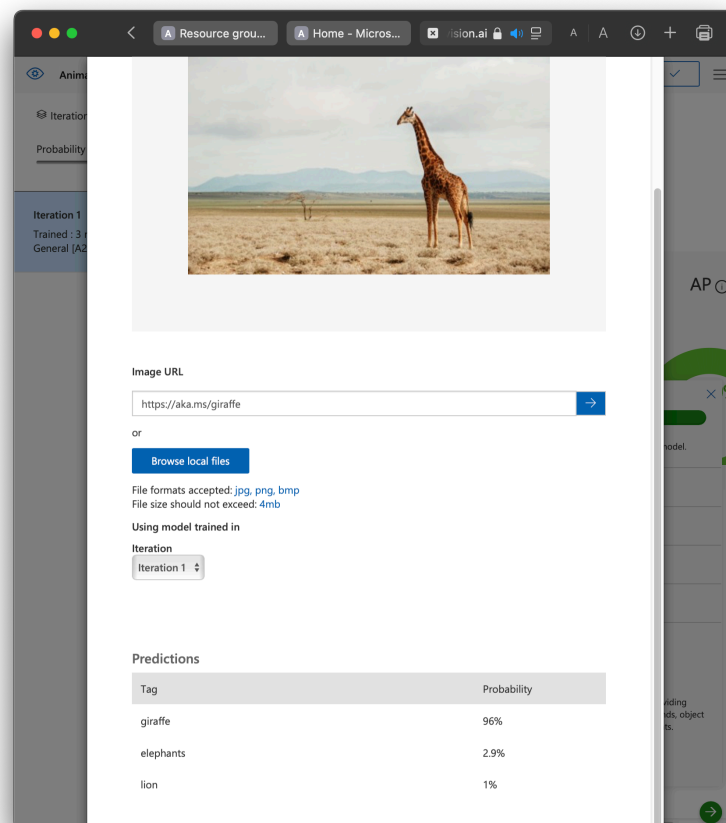 Resource grou...
Home - Micros...
ision.ai
A
A
Anima
Iteration
Probability
Iteration 1
Trained : 3
General [A2
AP
Image URL
https://aka.ms/giraffe
or
Browse local files
File formats accepted: jpg, png, bmp
File size should not exceed: 4mb
Using model trained in
Iteration
Iteration 1
Predictions
Tag Probability
giraffe 96%
elephants 2.9%
lion 1%
model.
viding
nds, object
ts.